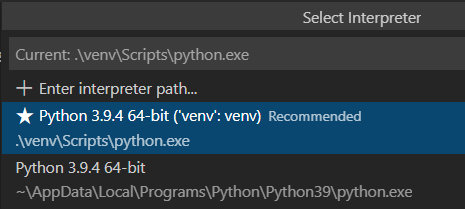 Select Interpreter
Current: .\venv\Scripts\python.exe
+ Enter interpreter path...
★ Python 3.9.4 64-bit ('venv': venv) Recommended
.\venv\Scripts\python.exe
Python 3.9.4 64-bit
~\AppData\Local\Programs\Python\Python39\python.exe